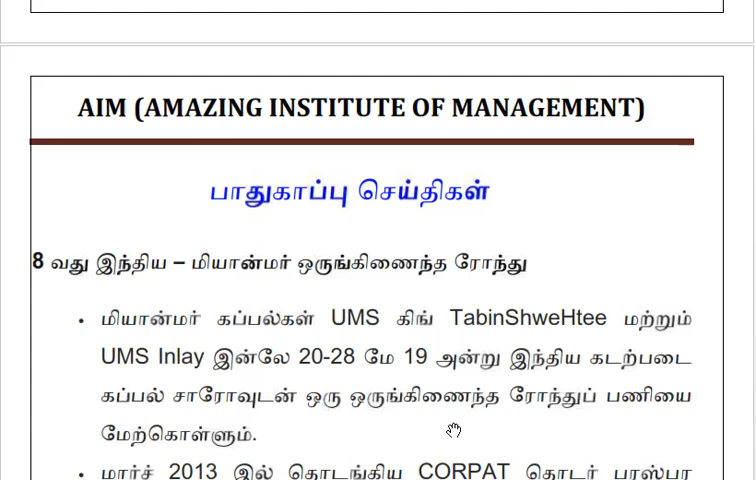 AIM (AMAZING INSTITUTE OF MANAGEMENT)
பாதுகாப்பு செய்திகள்
8 வது இந்திய – மியான்மர் ஒருங்கிணைந்த ரோந்து
• மியான்மர் கப்பல்கள் UMS கிங் TabinShweHtee மற்றும்
UMS Inlay இன்லே 20-28 மே 19 அன்று இந்திய கடற்படை
கப்பல் சாரோவுடன் ஒரு ஒருங்கிணைந்த ரோந்துப் பணியை
மேற்கொள்ளும்.
• மார்ச் 2013 இல் தொடங்கிய CORPAT தொடர் பரஸ்பர